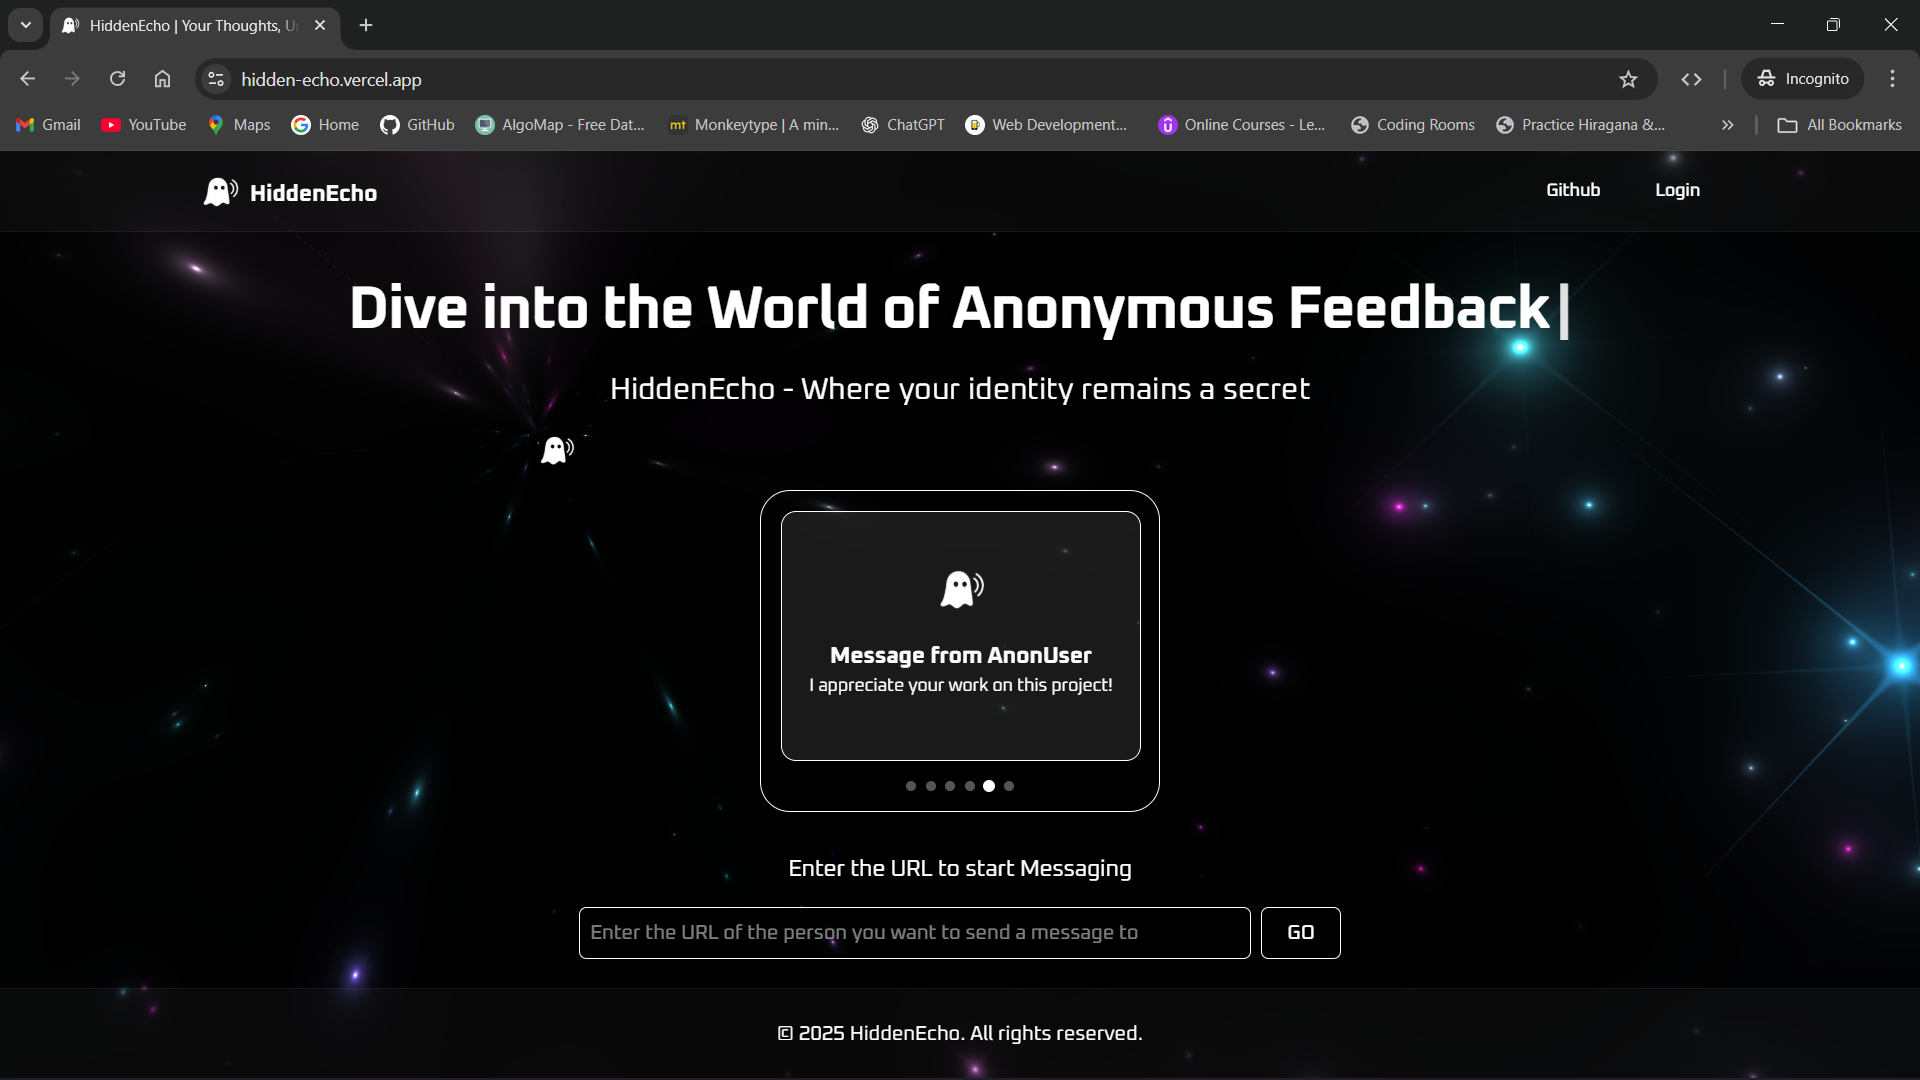 HiddenEcho | Your Thoughts, U
hidden-echo.vercel.app
Incognito
Gmail
YouTube
Maps
Home
GitHub
AlgoMap - Free Dat...
mt
Monkeytype | A min...
ChatGPT
Web Development...
Online Courses - Le...
Coding Rooms
Practice Hiragana &...
All Bookmarks
HiddenEcho
Github
Login
Dive into the World of Anonymous Feedback|
HiddenEcho - Where your identity remains a secret
Message from AnonUser
I appreciate your work on this project!
Enter the URL to start Messaging
Enter the URL of the person you want to send a message to
GO
© 2025 HiddenEcho. All rights reserved.